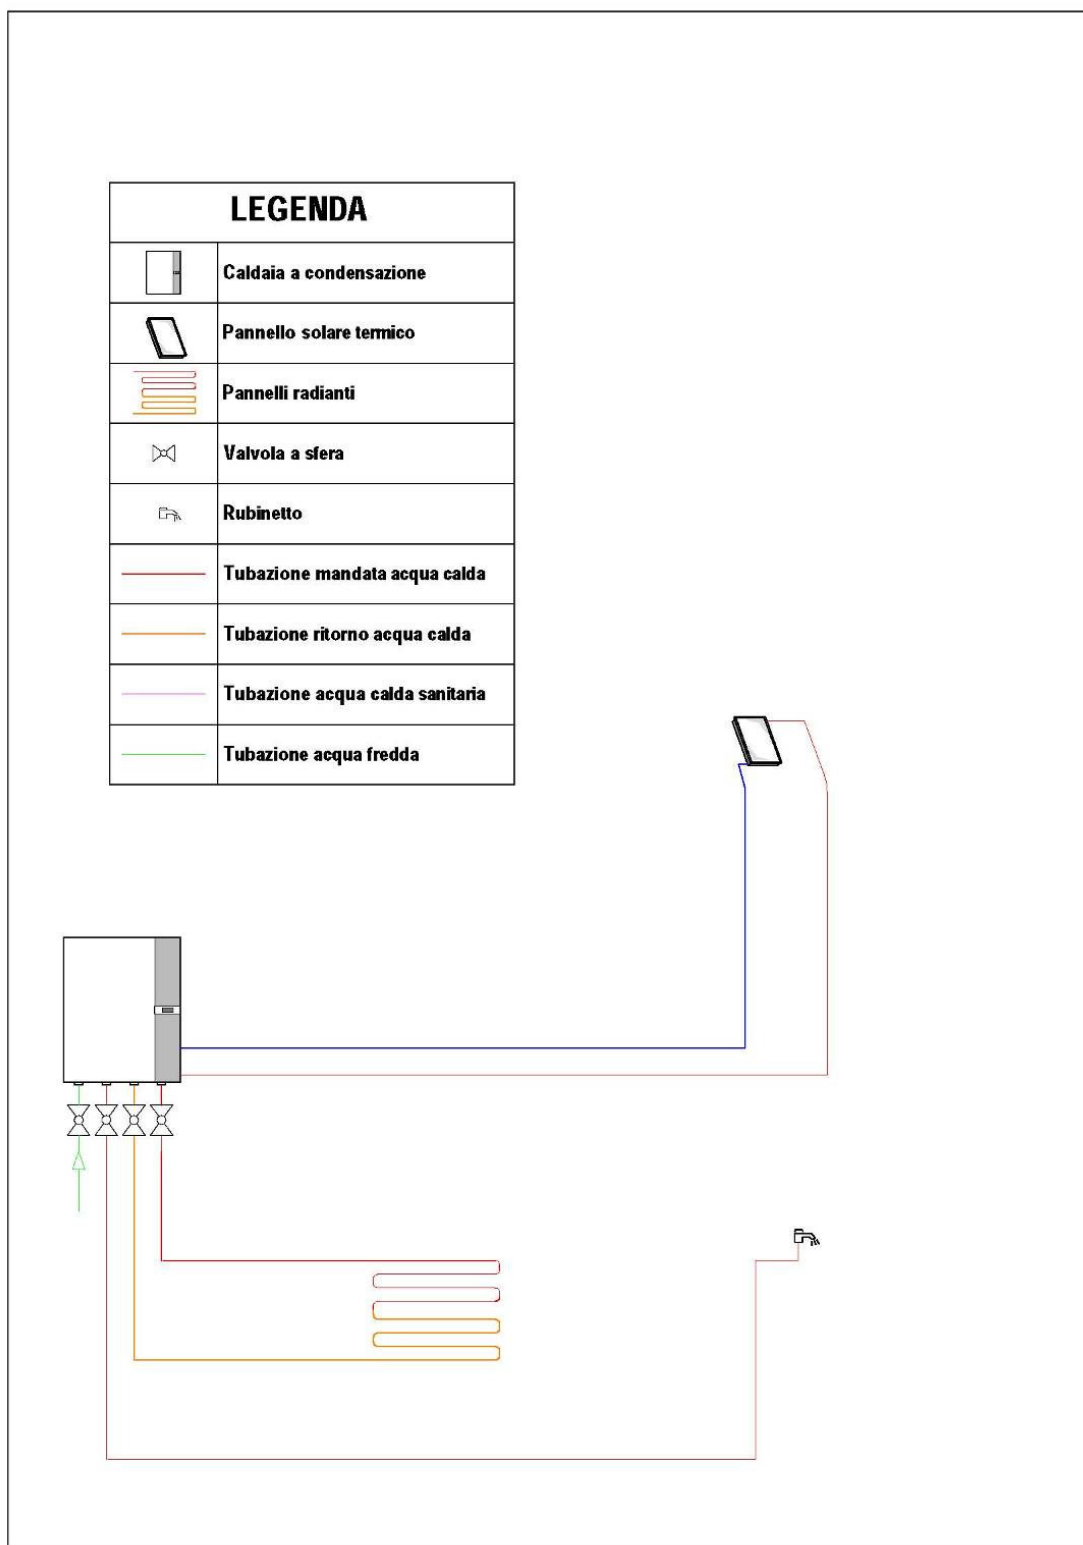 LEGENDA
Caldaia a condensazione
Pannello solare termico
Pannelli radianti
Valvola a sfera
Rubinetto
Tubazione mandata acqua calda
Tubazione ritorno acqua calda
Tubazione acqua calda sanitaria
Tubazione acqua fredda